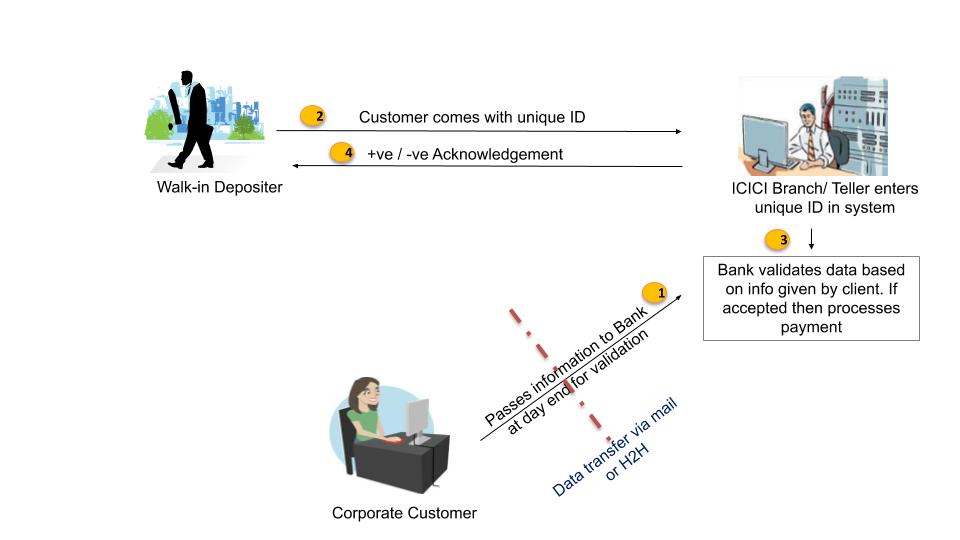 2
Customer comes with unique ID
4
+ve / -ve Acknowledgement
Walk-in Depositer
ICICI Branch/ Teller enters
unique ID in system
3
Bank validates data based
on info given by client. If
accepted then processes
payment
1
Passes information to Bank
at day end for validation
Data transfer via mail
or H2H
Corporate Customer